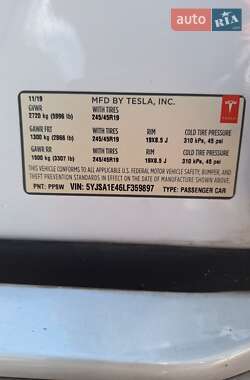 AUTO RIA
11/19 MFD BY TESLA, INC.
GVWR WITH TIRES
2720 kg (5996 lb) 245/45R19
GAWR FRT WITH TIRES RIM COLD TIRE PRESSURE
1300 kg (2866 lb) 245/45R19 19X8.5 J 310 kPa, 45 psi
GAWR RR WITH TIRES RIM COLD TIRE PRESSURE
1500 kg (3307 lb) 245/45R19 19X8.5 J 310 kPa, 45 psi
THIS VEHICLE CONFORMS TO ALL APPLICABLE
U.S. FEDERAL MOTOR VEHICLE SAFETY, BUMPER, AND
THEFT PREVENTION STANDARDS IN EFFECT ON THE
DATE OF MANUFACTURE SHOWN ABOVE.
PNT: PPSW VIN: 5YJSA1E46LF359897 TYPE: PASSENGER CAR